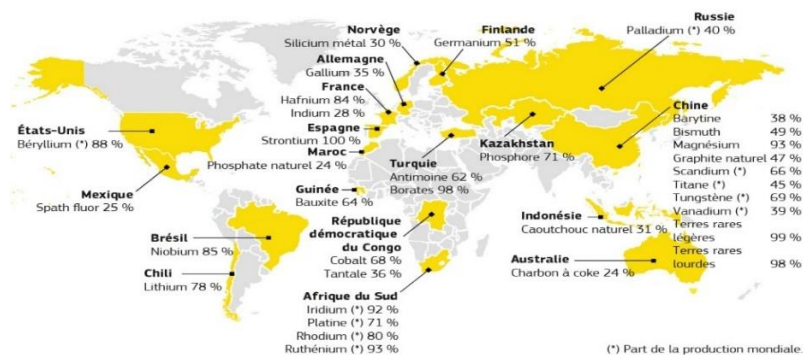 Norvège
Silicium métal 30 %
Finlande
Germanium 51 %
Russie
Palladium (*) 40 %
Allemagne
Gallium 35 %
France
Hafnium 84 %
Indium 28 %
Espagne
Strontium 100 %
Maroc
Phosphate naturel 24 %
États-Unis
Béryllium (*) 88 %
Mexique
Spath fluor 25 %
Brésil
Niobium 85 %
Chili
Lithium 78 %
Guinée
Bauxite 64 %
République
démocratique
du Congo
Cobalt 68 %
Tantale 36 %
Afrique du Sud
Iridium (*) 92 %
Platine (*) 71 %
Rhodium (*) 80 %
Ruthénium (*) 93 %
Turquie
Antimoine 62 %
Borates 98 %
Kazakhstan
Phosphore 71 %
Chine
Barytine 38 %
Bismuth 49 %
Magnésium 93 %
Graphite naturel 47 %
Scandium (*) 66 %
Titane (*) 45 %
Tungstène (*) 69 %
Vanadium (*) 39 %
Terres rares
légères 99 %
Terres rares
lourdes 98 %
Indonésie
Caoutchouc naturel 31 %
Australie
Charbon à coke 24 %
(*) Part de la production mondiale.